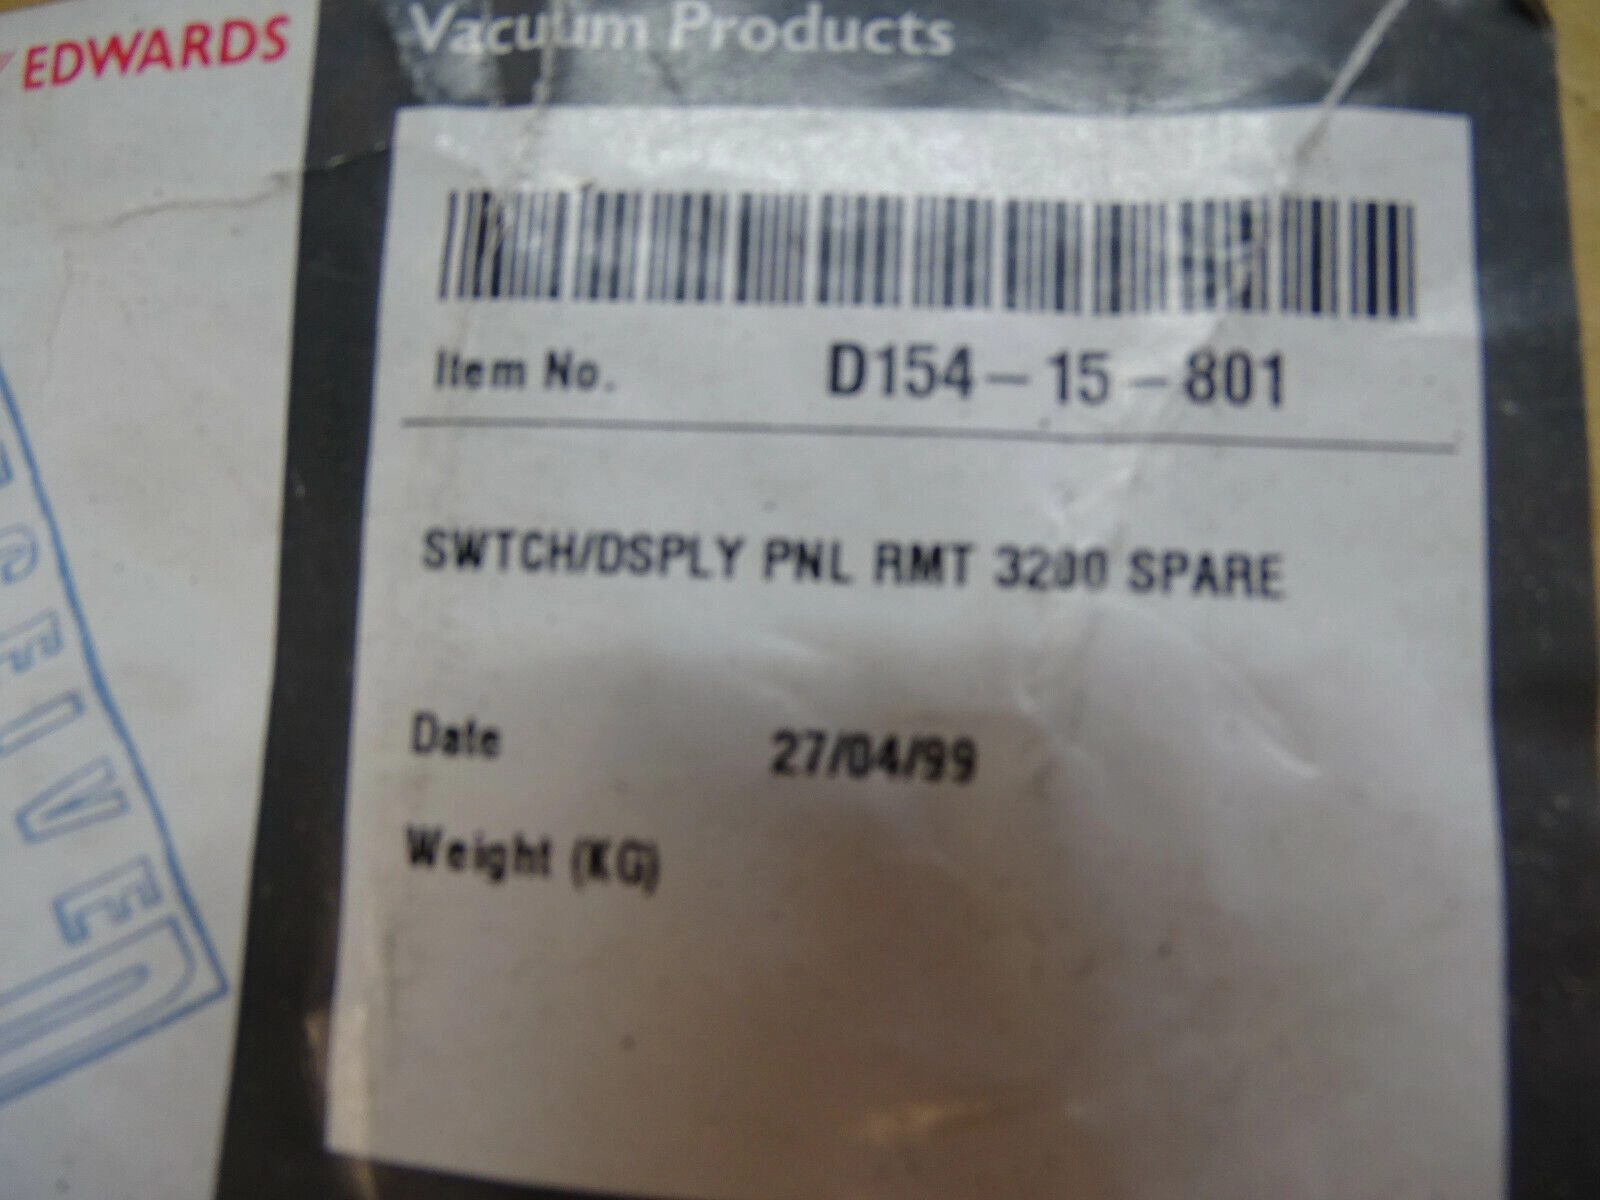 EDWARDS
Vacuum Products
Item No. D154-15-801
SWTCH/DSPLY PNL RMT 3200 SPARE
Date 27/04/99
Weight (KG)
RECEIVED